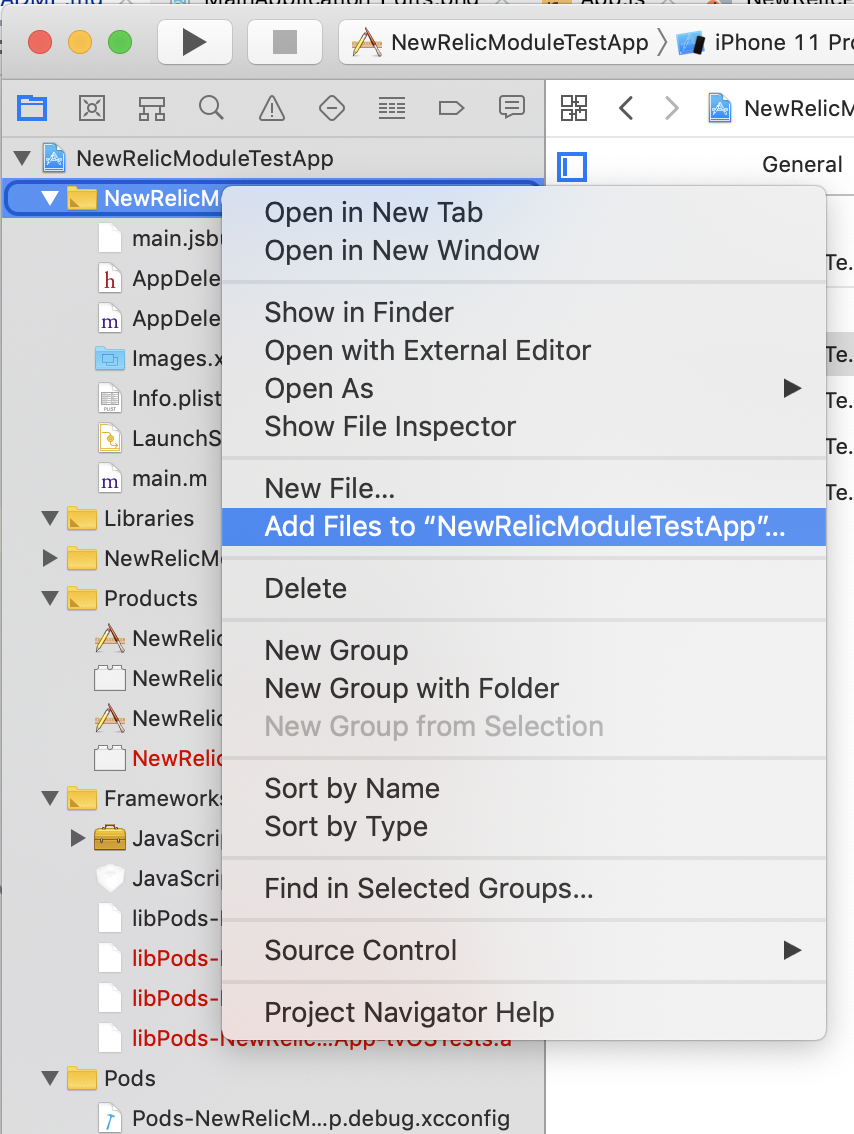 NewRelicModuleTestApp
iPhone 11 Pro
NewRelicM
General
NewRelicModuleTestApp
NewRelicM
main.jsbu
AppDele
AppDele
Images.x
Info.plist
LaunchS
main.m
Libraries
NewRelicMo
Products
NewRelic
NewRelic
NewRelic
NewRelic
Frameworks
JavaScrip
JavaScrip
libPods-
libPods-
libPods-
libPods-NewRelic...App-tvOSTests.a
Pods
Pods-NewRelicM...p.debug.xcconfig
Open in New Tab
Open in New Window
Show in Finder
Open with External Editor
Open As
Show File Inspector
New File...
Add Files to “NewRelicModuleTestApp”...
Delete
New Group
New Group with Folder
New Group from Selection
Sort by Name
Sort by Type
Find in Selected Groups...
Source Control
Project Navigator Help
Te.
Te.
Te.
Te.
Te.